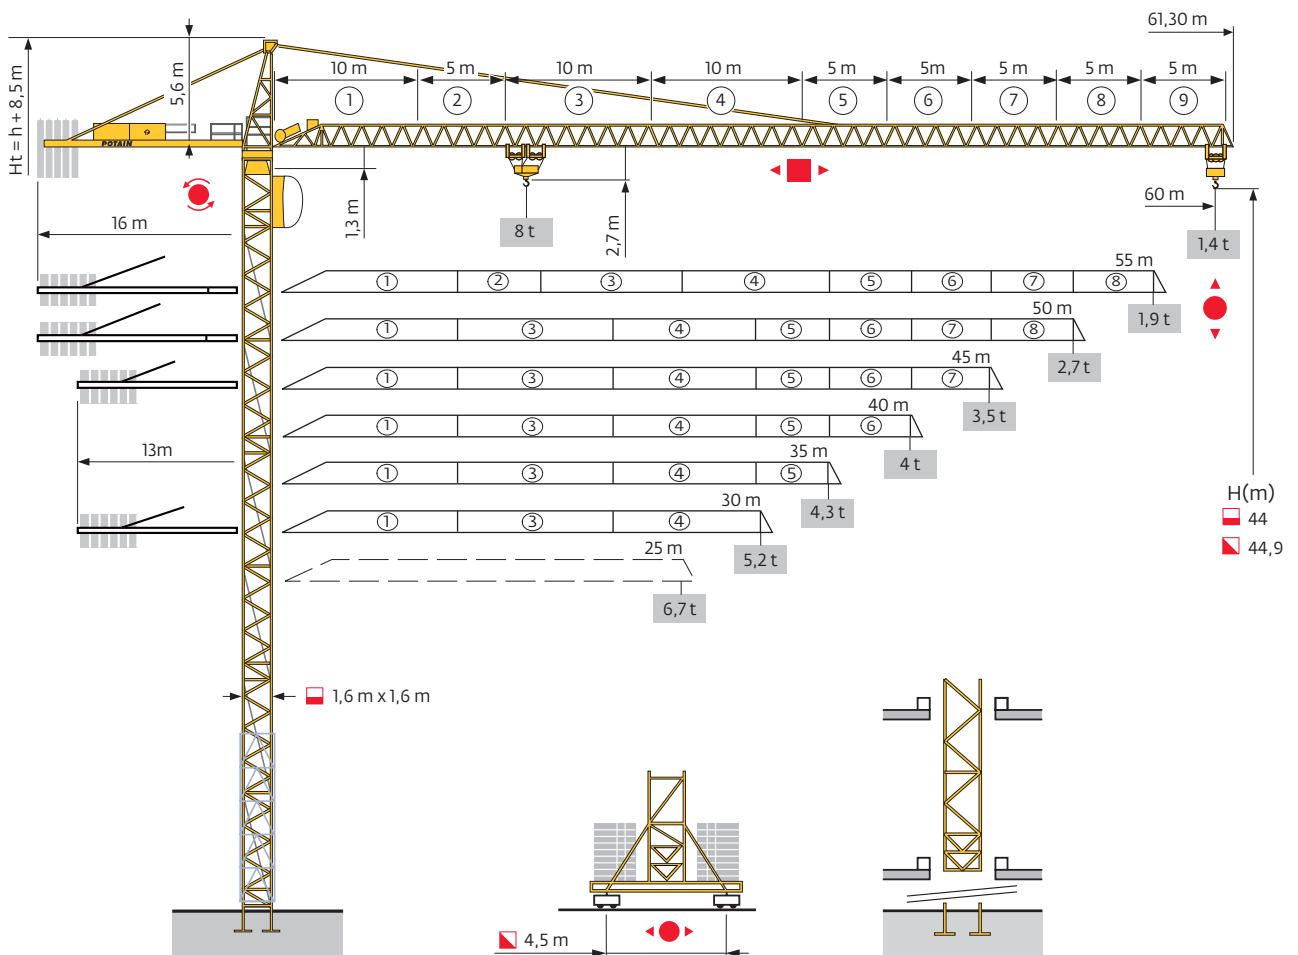 61,30 m
Ht = h + 8,5 m
5,6 m
10 m 5 m 10 m 10 m 5 m 5m 5 m 5 m 5 m
1 2 3 4 5 6 7 8 9
POTAIN
1,3 m
2,7 m
8 t
60 m
1,4 t
16 m
55 m
1 2 3 4 5 6 7 8
1,9 t
50 m
1 3 4 5 6 7 8
2,7 t
45 m
1 3 4 5 6 7
3,5 t
40 m
1 3 4 5 6
4 t
13m
35 m
1 3 4 5
4,3 t
30 m
1 3 4
5,2 t
25 m
6,7 t
H(m)
44
44,9
1,6 m x 1,6 m
4,5 m